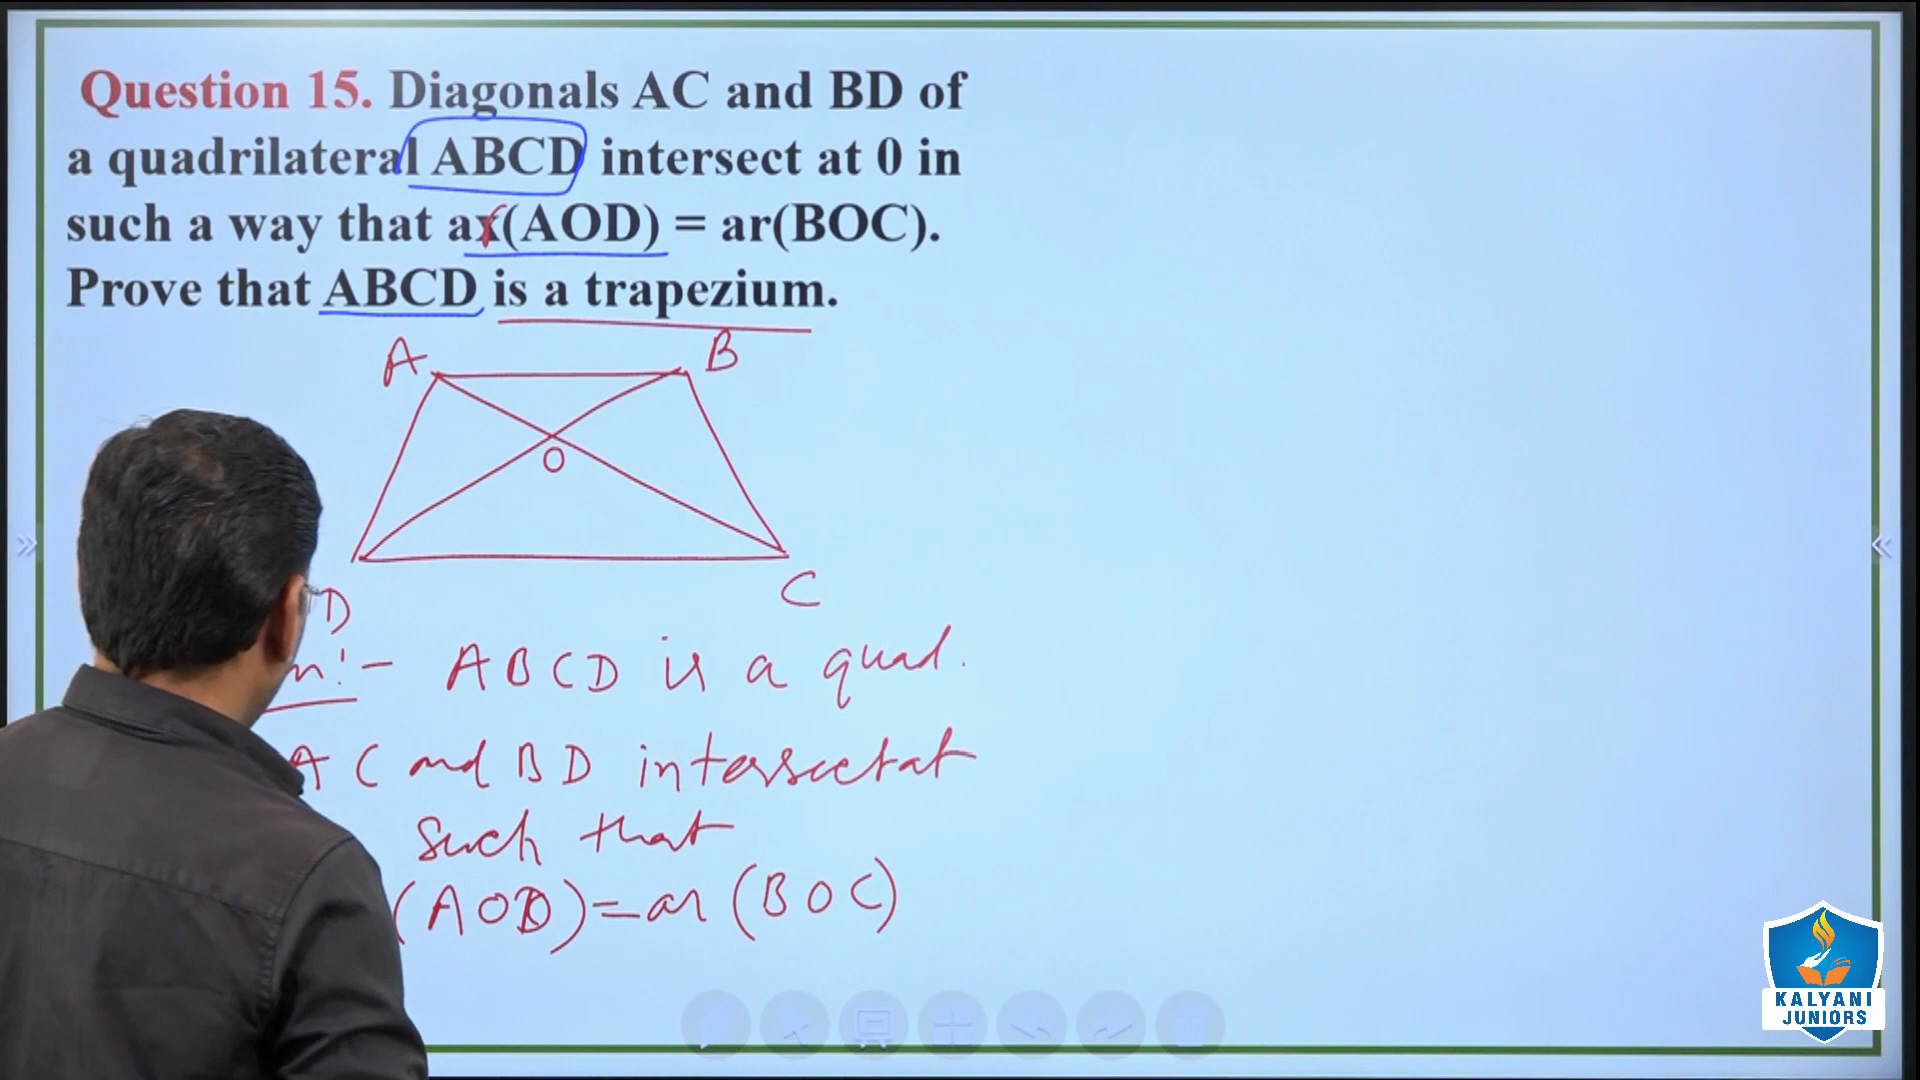 Question 15. Diagonals AC and BD of
a quadrilateral ABCD intersect at 0 in
such a way that ar(AOD) = ar(BOC).
Prove that ABCD is a trapezium.
A B
O
D C
:- ABCD is a quad.
AC and BD intersect at
such that
(AOD)=ar(BOC)
KALYANI
JUNIORS